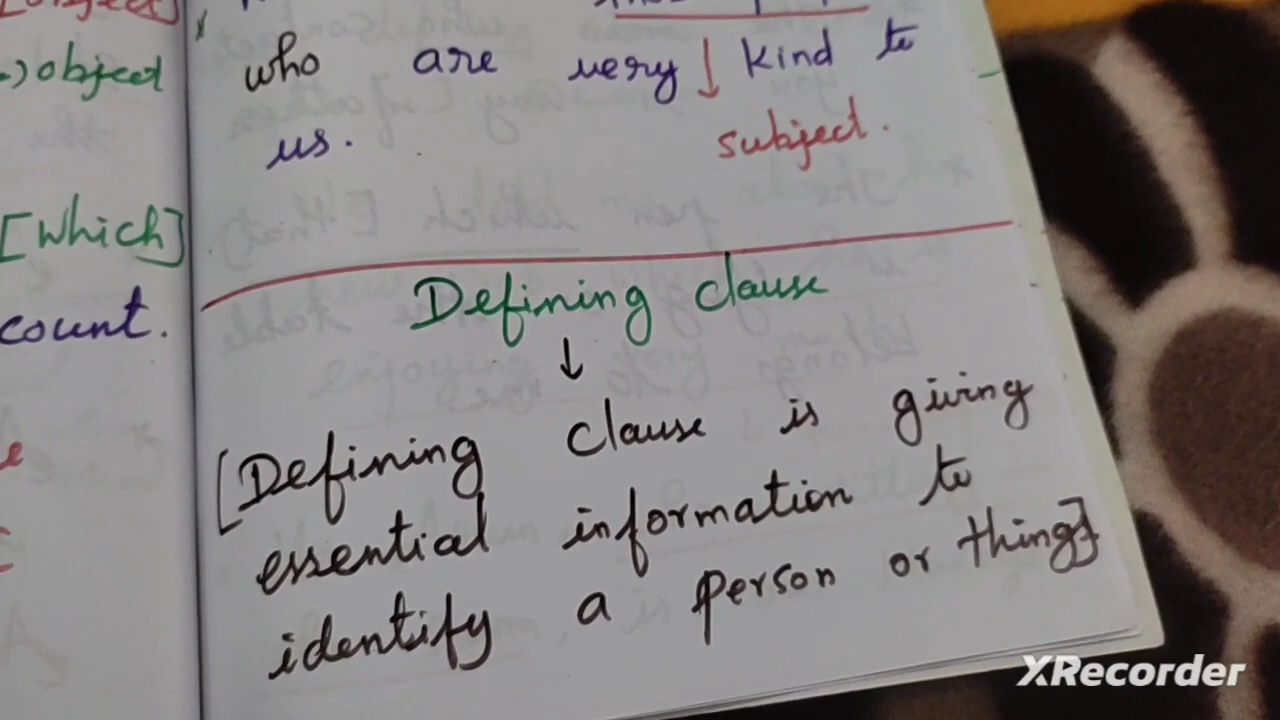 [object]
-) object
[Which]
count.
who are very kind to
us.
subject.
Defining clause
↓
[Defining clause is giving
essential information to
identify a person or thing]
XRecorder